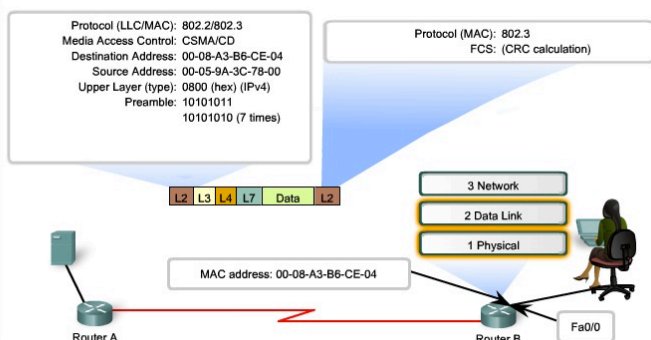 Protocol (LLC/MAC): 802.2/802.3
Media Access Control: CSMA/CD
Destination Address: 00-08-A3-B6-CE-04
Source Address: 00-05-9A-3C-78-00
Upper Layer (type): 0800 (hex) (IPv4)
Preamble: 10101011
10101010 (7 times)
Protocol (MAC): 802.3
FCS: (CRC calculation)
L2 L3 L4 L7 Data L2
3 Network
2 Data Link
1 Physical
MAC address: 00-08-A3-B6-CE-04
Fa0/0
Router A
Router B